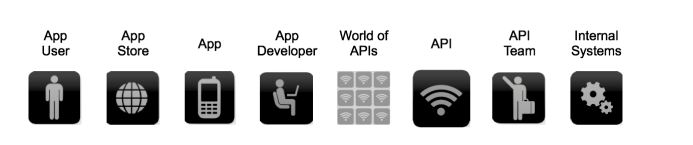 App
User
App
Store
App
App
Developer
World of
APIs
API
API
Team
Internal
Systems